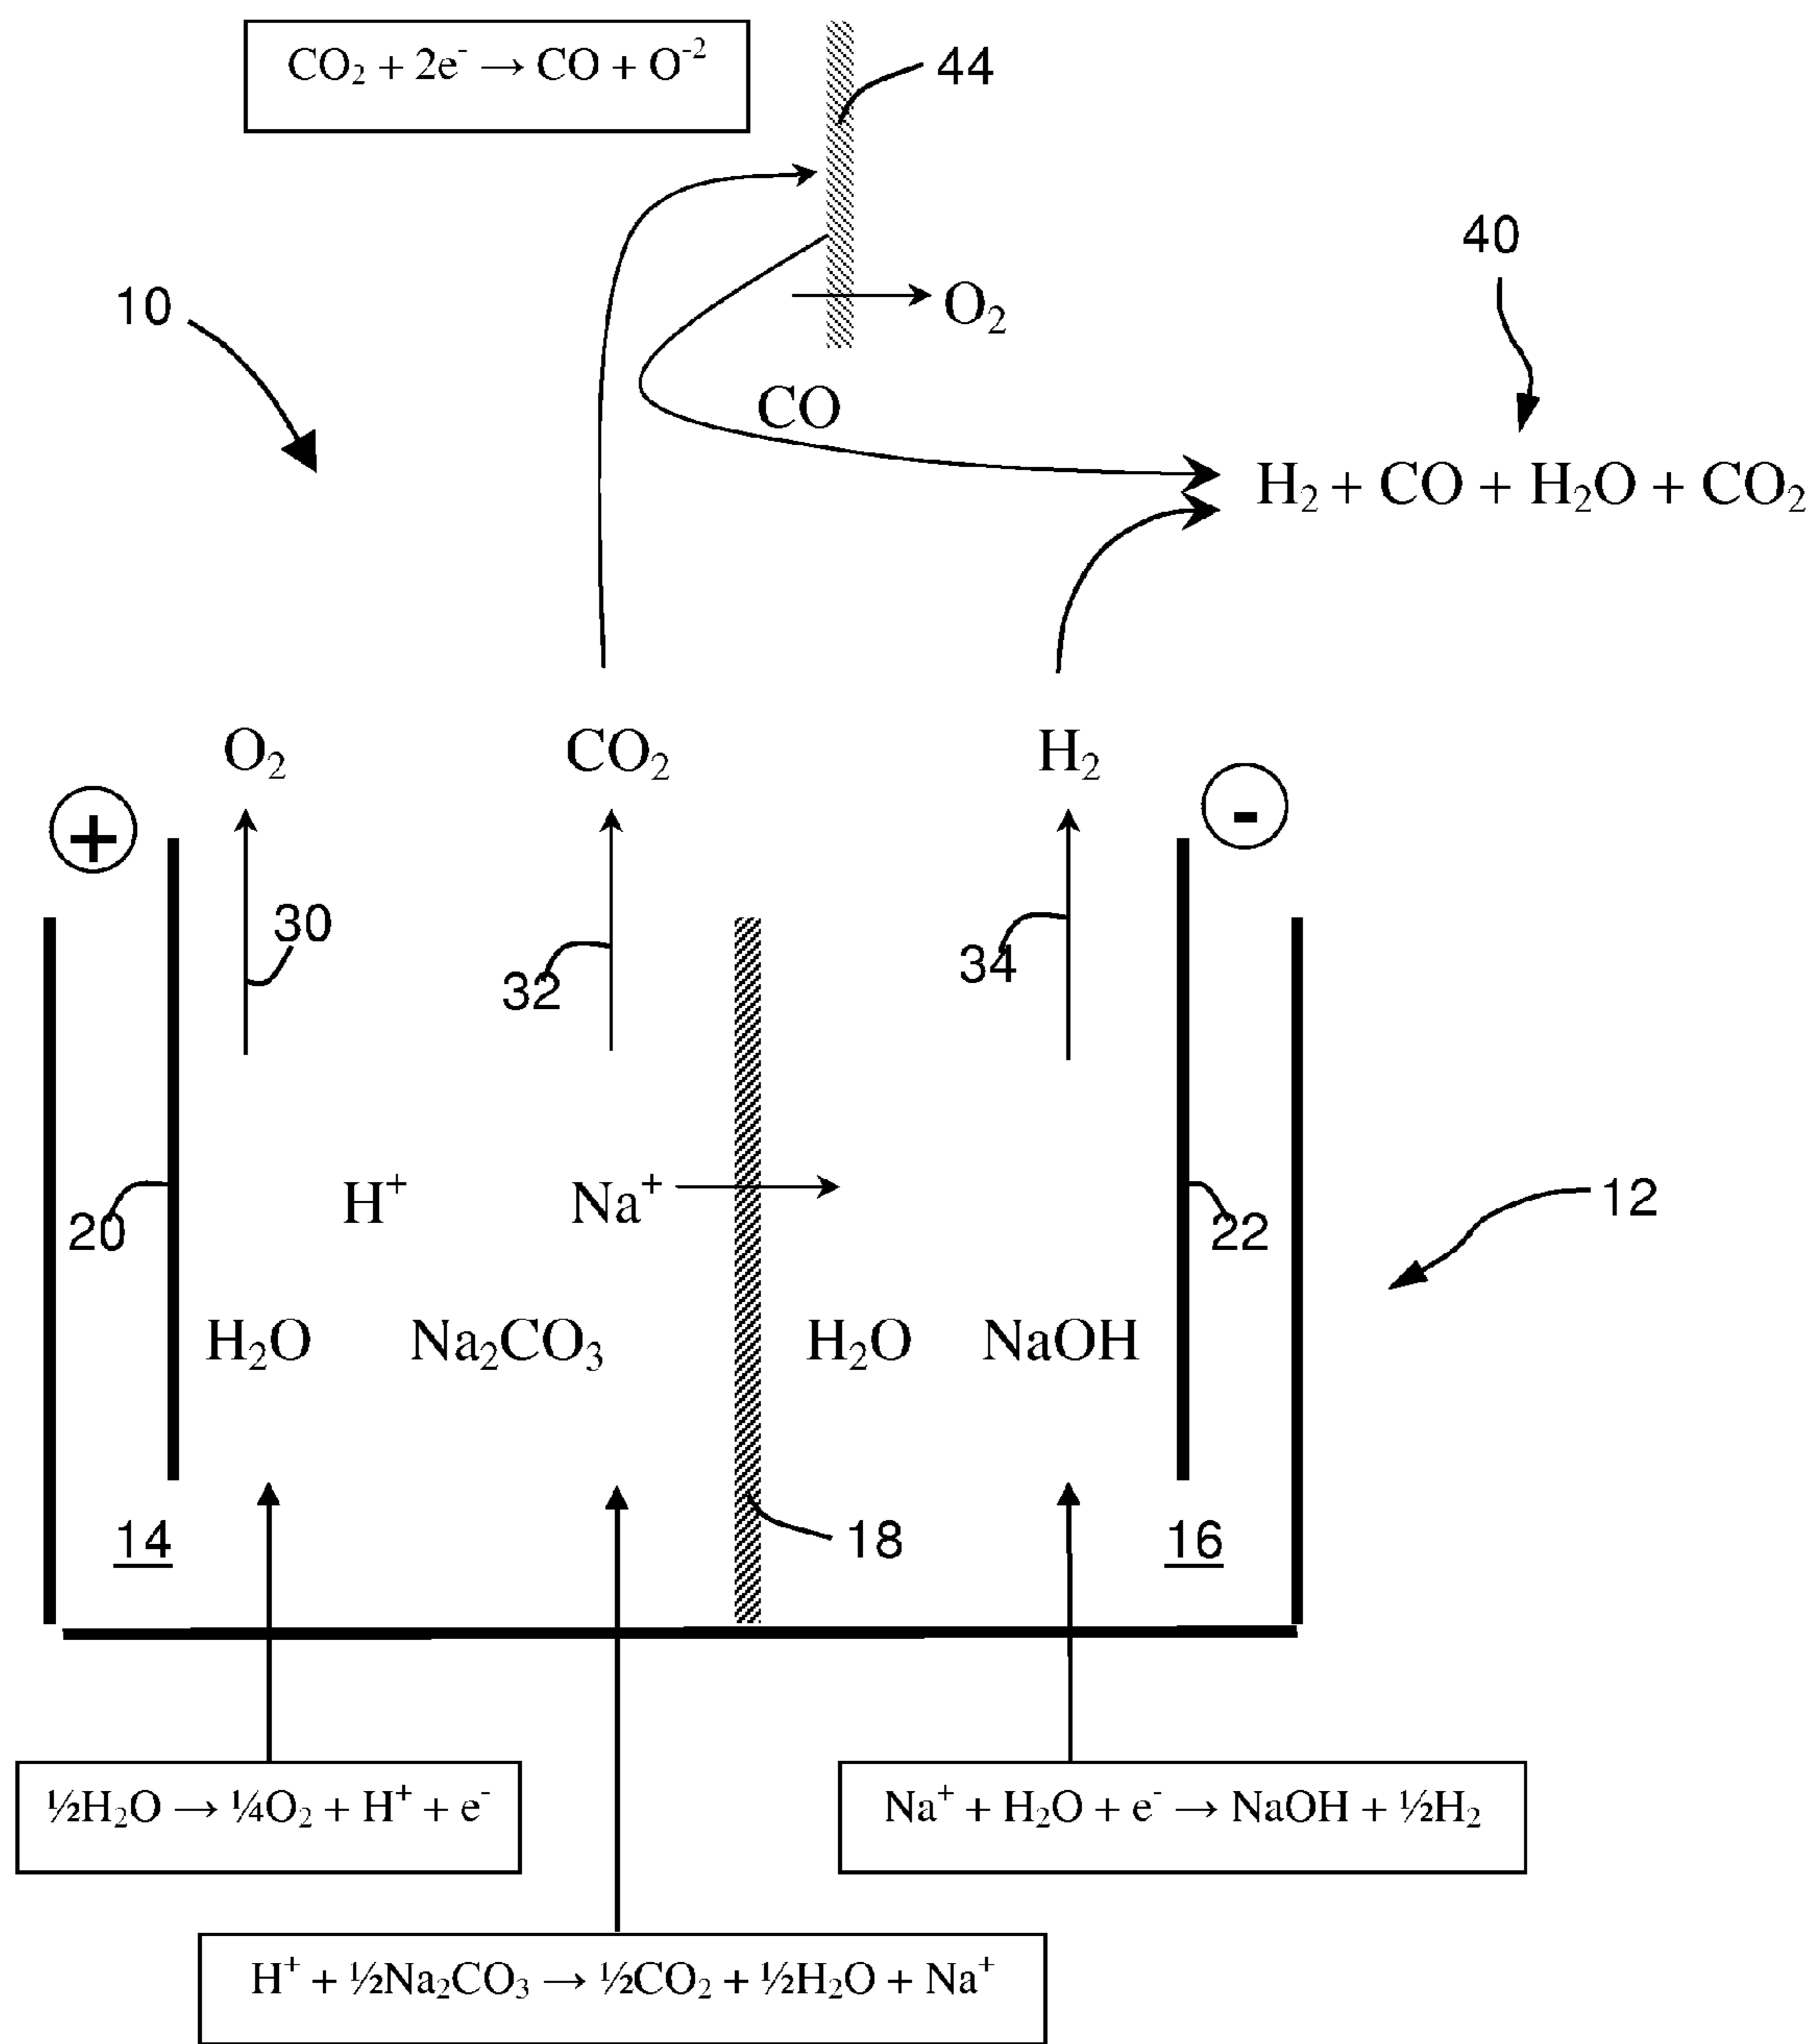 CO₂ + 2e⁻ → CO + O⁻²
44
40
10
O₂
CO
H₂ + CO + H₂O + CO₂
O₂ CO₂ H₂
+ -
30
32
34
H⁺ Na⁺
20
22
12
H₂O Na₂CO₃ H₂O NaOH
14
18
16
½H₂O → ¼O₂ + H⁺ + e⁻
Na⁺ + H₂O + e⁻ → NaOH + ½H₂
H⁺ + ½Na₂CO₃ → ½CO₂ + ½H₂O + Na⁺